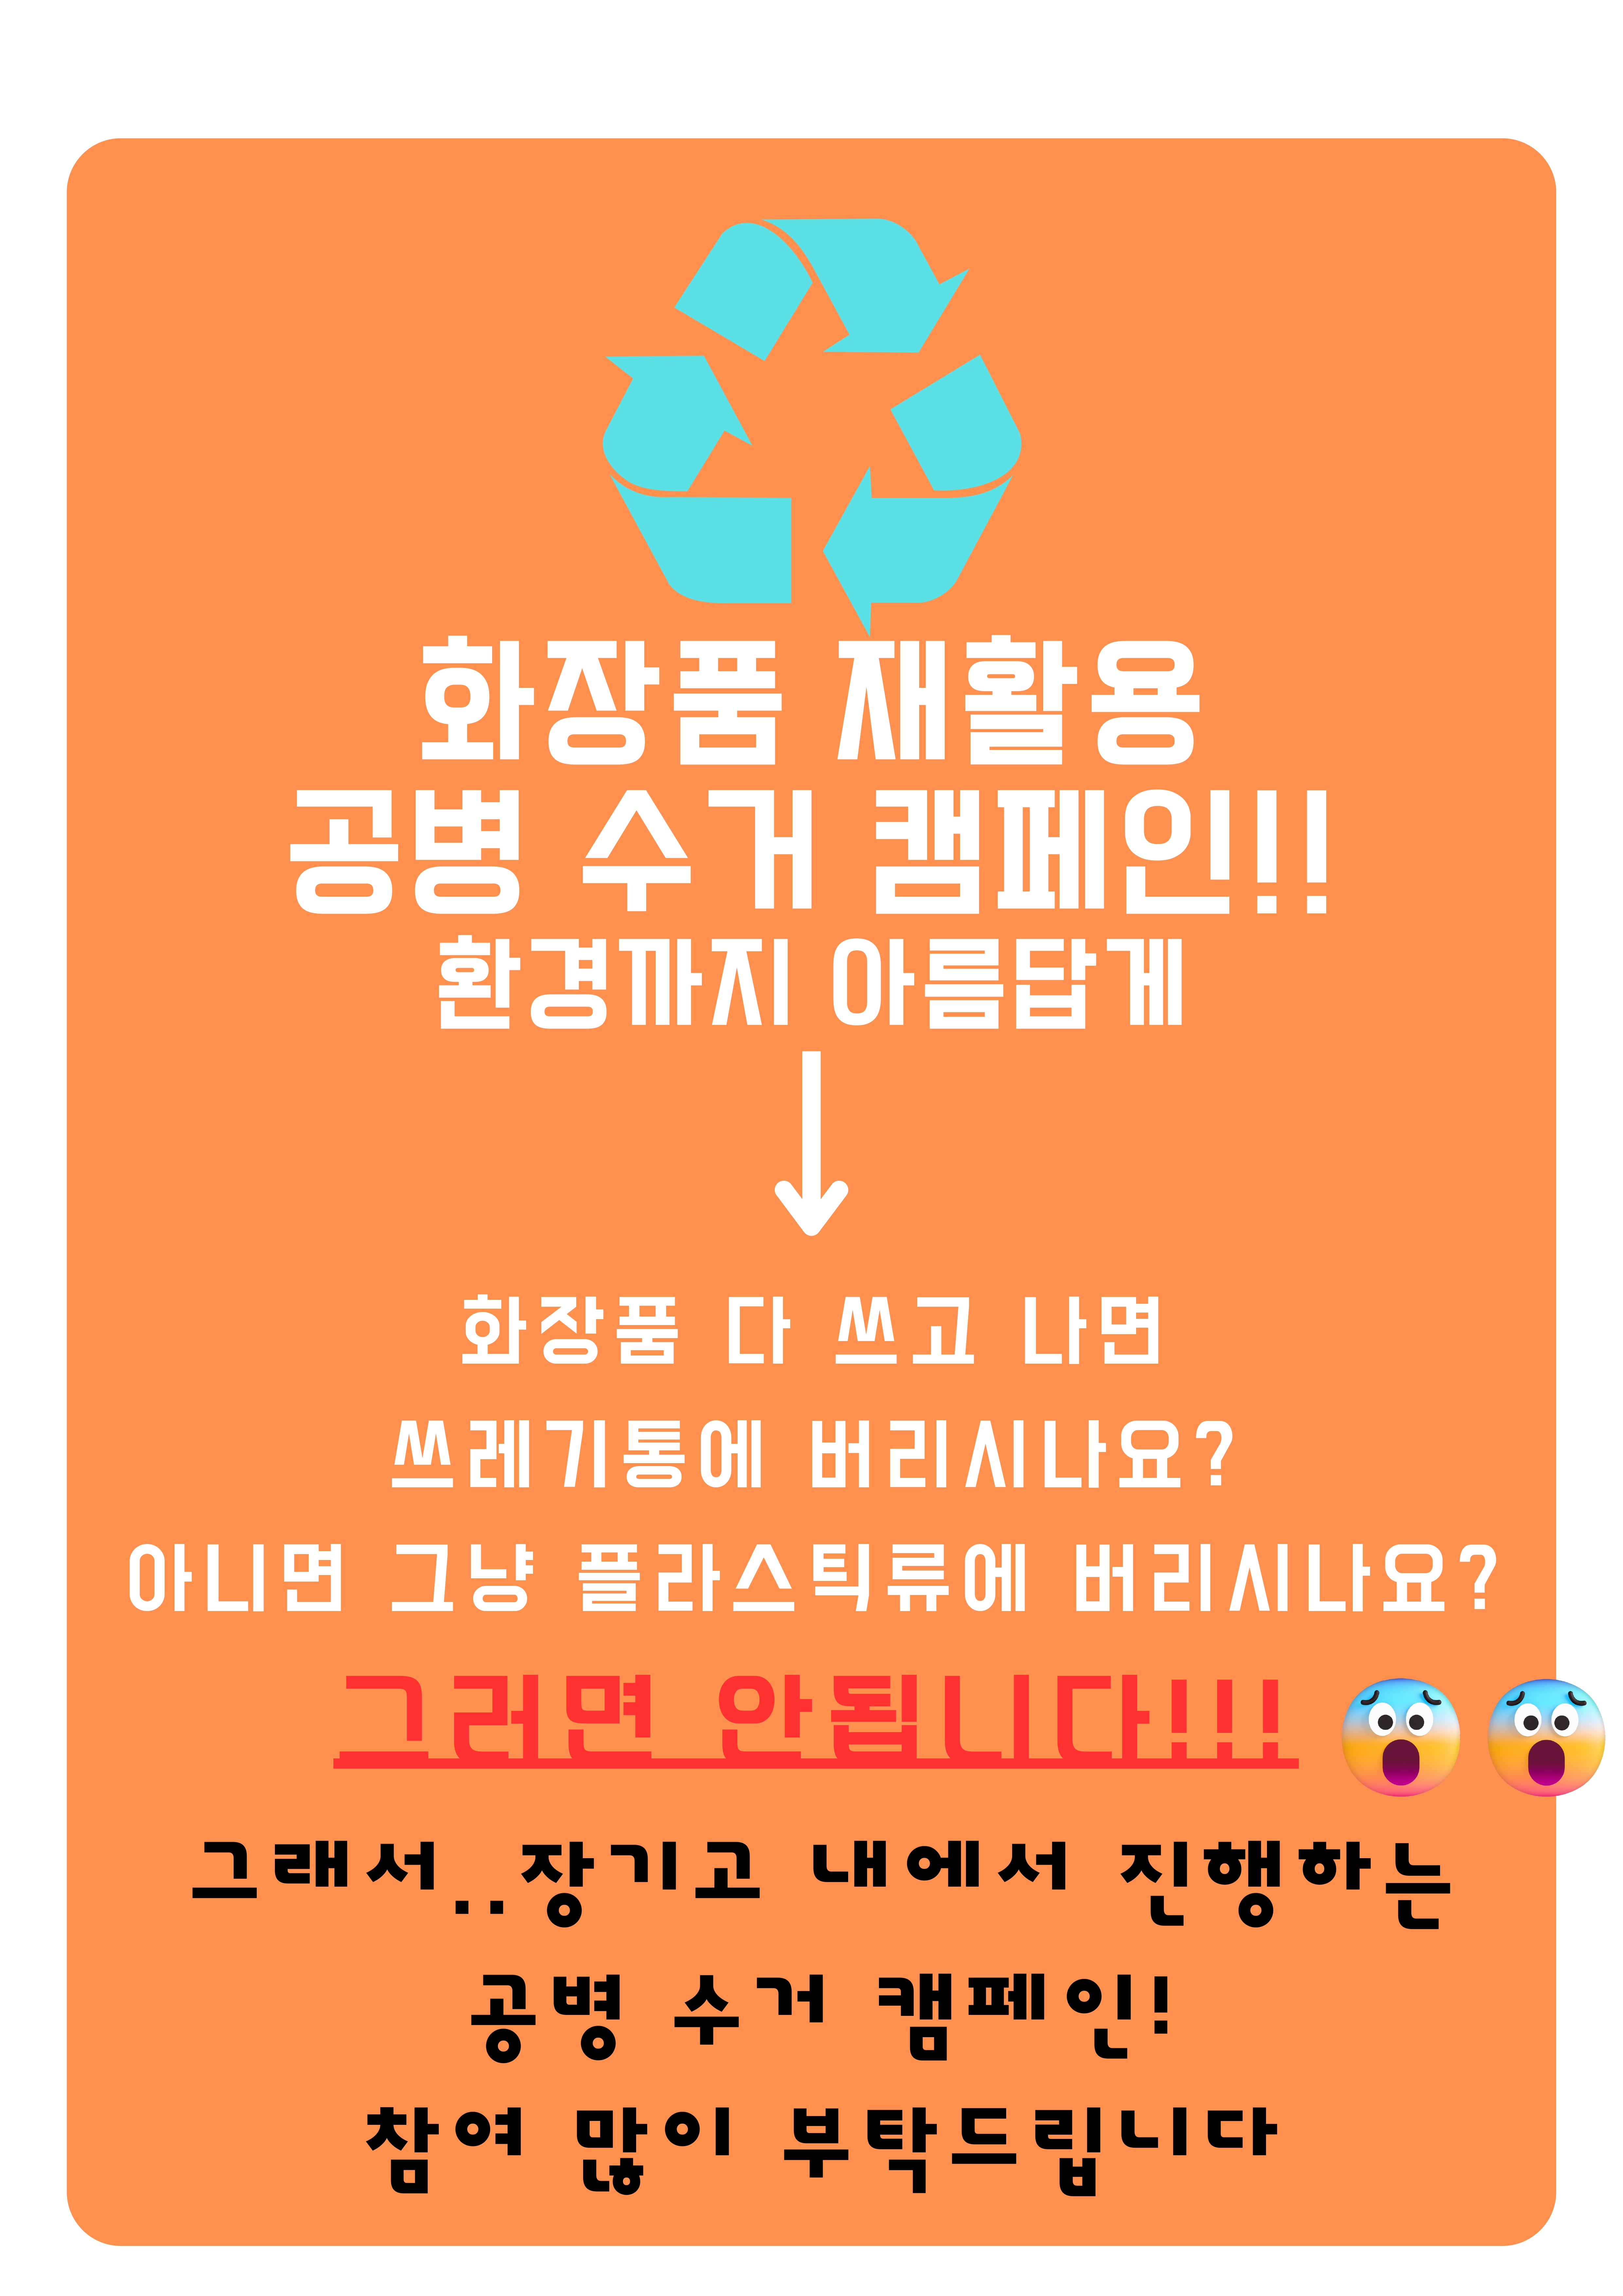 화장품 재활용
공병 수거 캠페인!!
환경까지 아름답게
화장품 다 쓰고 나면
쓰레기통에 버리시나요?
아니면 그냥 플라스틱류에 버리시나요?
그러면 안됩니다!!!
그래서..장기고 내에서 진행하는
공병 수거 캠페인!
참여 많이 부탁드립니다